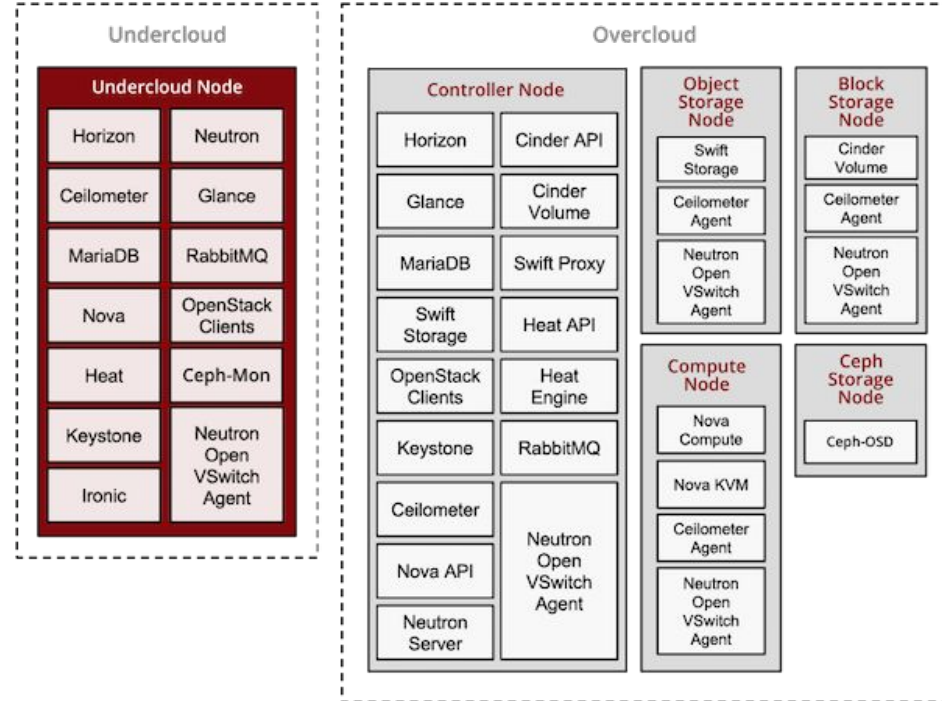 Undercloud
Undercloud Node
Horizon
Neutron
Ceilometer
Glance
MariaDB
RabbitMQ
Nova
OpenStack
Clients
Heat
Ceph-Mon
Keystone
Neutron
Open
VSwitch
Agent
Ironic
Overcloud
Controller Node
Horizon
Cinder API
Glance
Cinder
Volume
MariaDB
Swift Proxy
Swift
Storage
Heat API
OpenStack
Clients
Heat
Engine
Keystone
RabbitMQ
Ceilometer
Neutron
Open
VSwitch
Agent
Nova API
Neutron
Server
Object
Storage
Node
Swift
Storage
Ceilometer
Agent
Neutron
Open
VSwitch
Agent
Block
Storage
Node
Cinder
Volume
Ceilometer
Agent
Neutron
Open
VSwitch
Agent
Compute
Node
Nova
Compute
Nova KVM
Ceilometer
Agent
Neutron
Open
VSwitch
Agent
Ceph
Storage
Node
Ceph-OSD